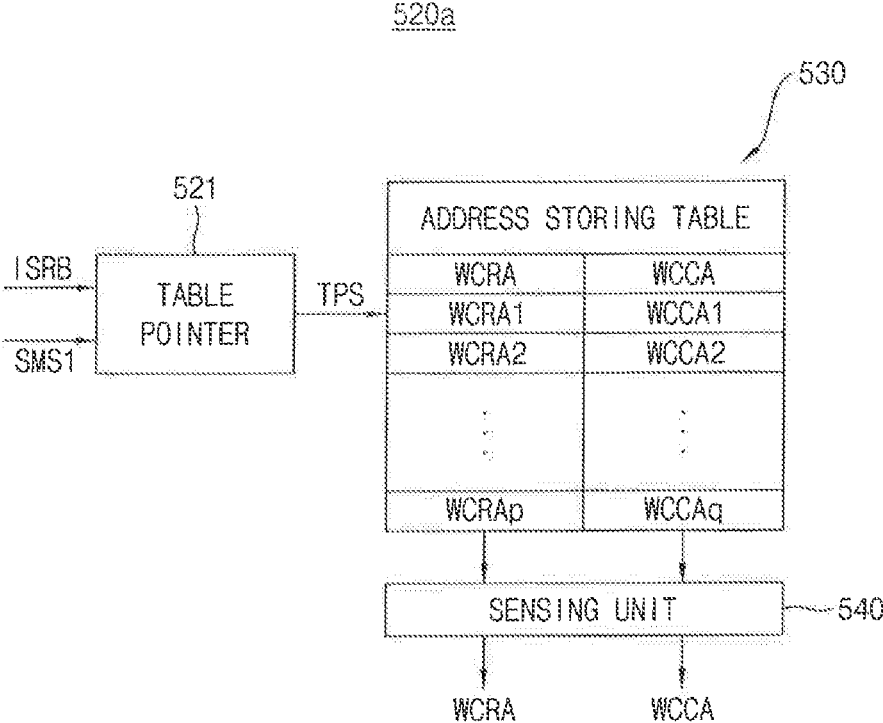 520a
530
521
ADDRESS STORING TABLE
ISRB
TABLE
POINTER
TPS
WCRA WCCA
WCRA1 WCCA1
SMS1
WCRA2 WCCA2
WCRAp WCCAq
SENSING UNIT
540
WCRA WCCA